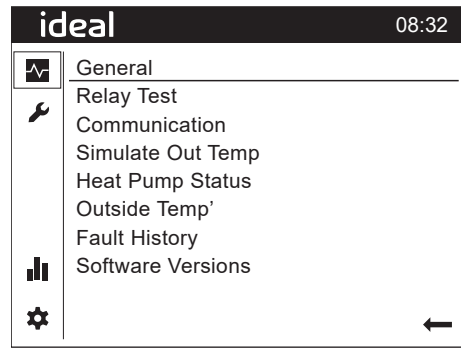 ideal 08:32
General
Relay Test
Communication
Simulate Out Temp
Heat Pump Status
Outside Temp'
Fault History
Software Versions